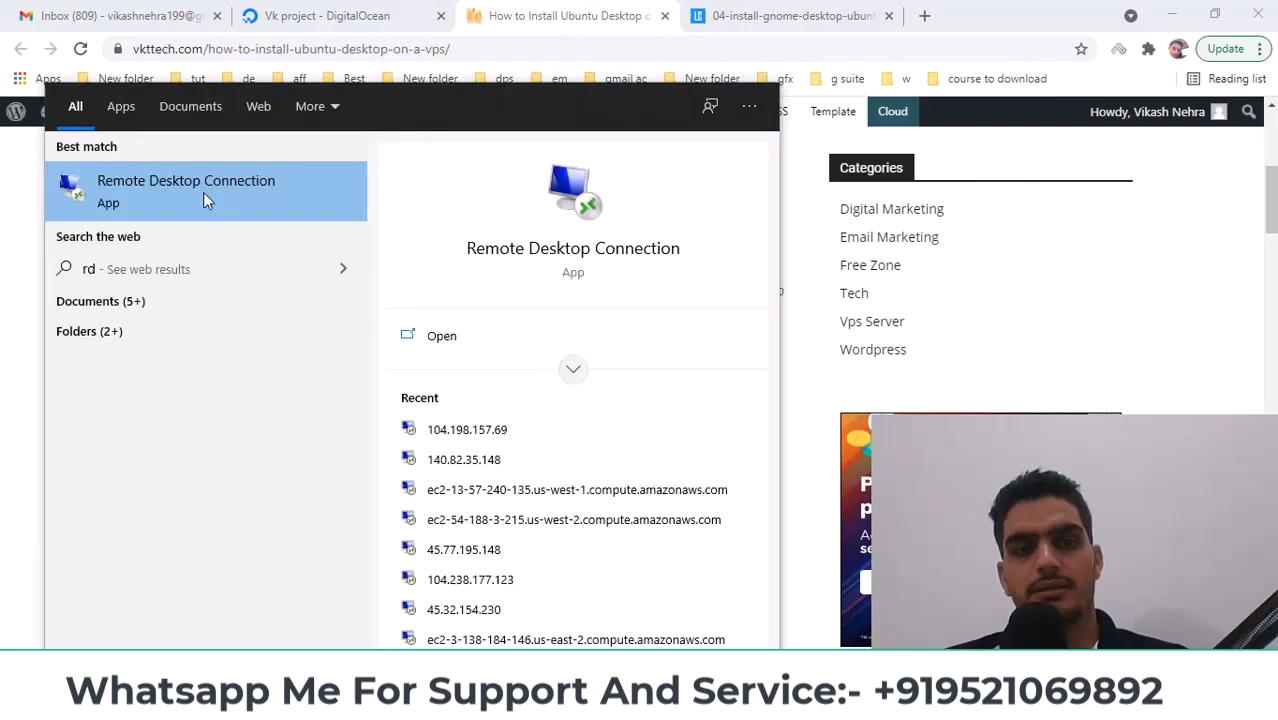 Inbox (809) - vikashnehra199@g
Vk project - DigitalOcean
How to Install Ubuntu Desktop o
04-install-gnome-desktop-ubunt
vkttech.com/how-to-install-ubuntu-desktop-on-a-vps/
Update
Apps
New folder
tut
de
aff
Best
New folder
dps
em
gmail ac
New folder
gfx
g suite
w
course to download
Reading list
All
Apps
Documents
Web
More
SS
Template
Cloud
Howdy, Vikash Nehra
Best match
Remote Desktop Connection
App
Search the web
rd - See web results
Documents (5+)
Folders (2+)
Remote Desktop Connection
App
Open
Recent
104.198.157.69
140.82.35.148
ec2-13-57-240-135.us-west-1.compute.amazonaws.com
ec2-54-188-3-215.us-west-2.compute.amazonaws.com
45.77.195.148
104.238.177.123
45.32.154.230
ec2-3-138-184-146.us-east-2.compute.amazonaws.com
Categories
Digital Marketing
Email Marketing
Free Zone
Tech
Vps Server
Wordpress
Whatsapp Me For Support And Service:- +919521069892